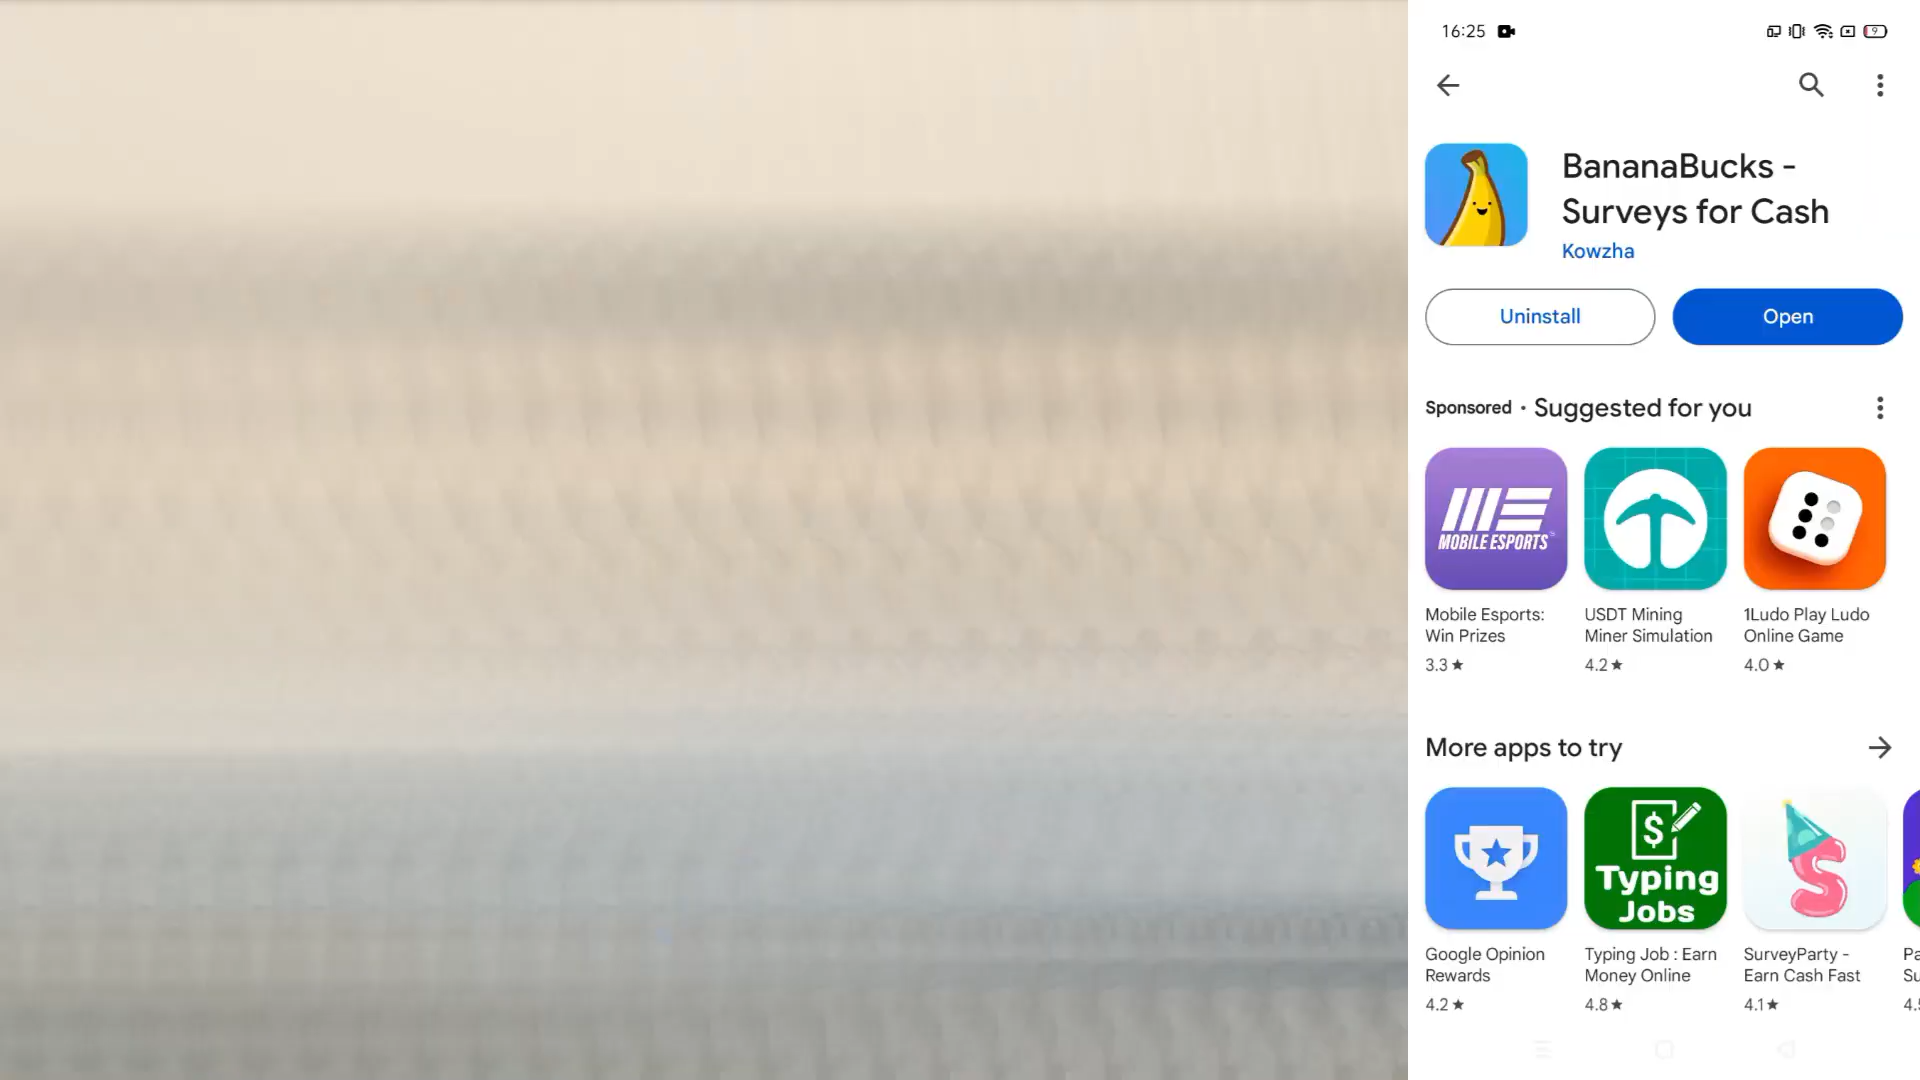 16:25
9
BananaBucks -
Surveys for Cash
Kowzha
Uninstall
Open
Sponsored · Suggested for you
MOBILE ESPORTS
Mobile Esports:
Win Prizes
3.3★
USDT Mining
Miner Simulation
4.2★
1Ludo Play Ludo
Online Game
4.0★
More apps to try
$
Typing
Jobs
S
Google Opinion
Rewards
4.2★
Typing Job : Earn
Money Online
4.8★
SurveyParty -
Earn Cash Fast
4.1★
Pa
Su